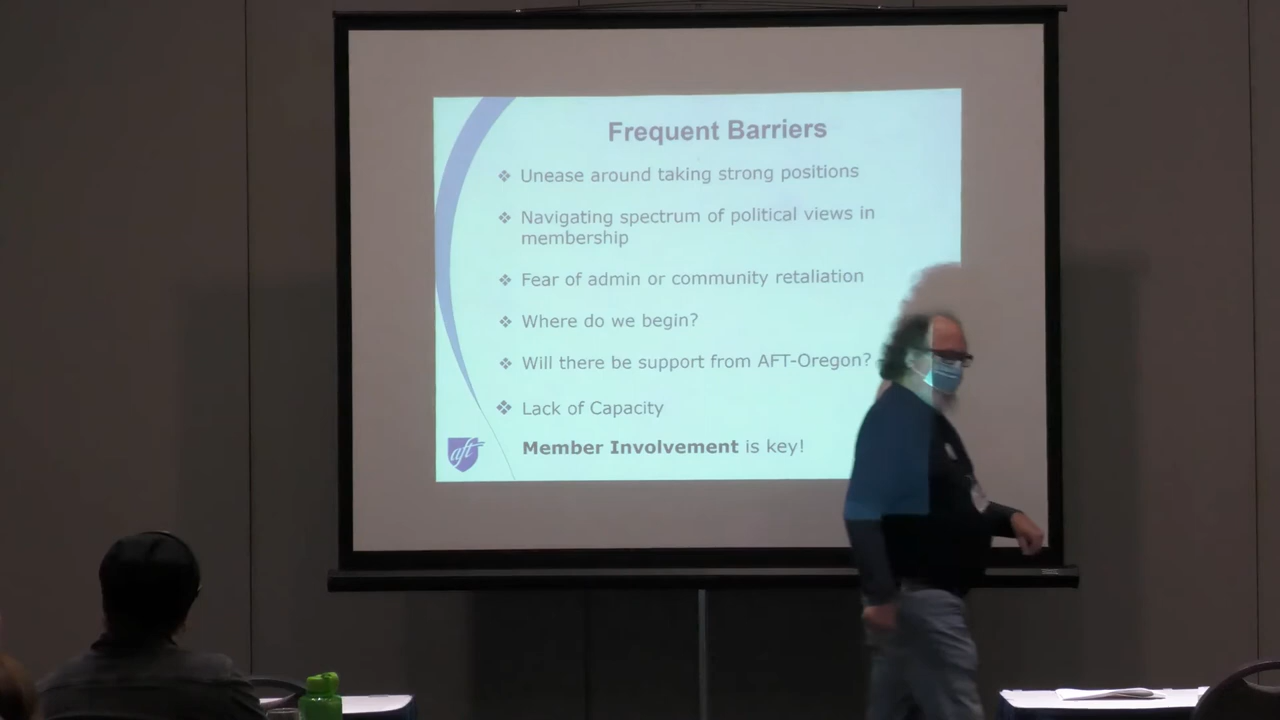 Frequent Barriers
❖ Unease around taking strong positions
❖ Navigating spectrum of political views in
membership
❖ Fear of admin or community retaliation
❖ Where do we begin?
❖ Will there be support from AFT-Oregon?
❖ Lack of Capacity
Member Involvement is key!
aft